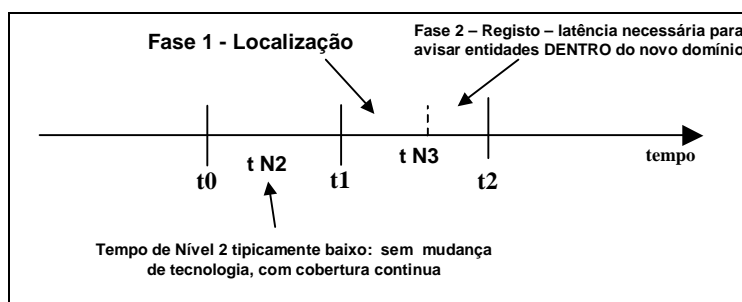 Fase 1 - Localização
Fase 2 – Registo – latência necessária para
avisar entidades DENTRO do novo domínio
t0
t N2
t1
t N3
t2
tempo
Tempo de Nível 2 tipicamente baixo: sem mudança
de tecnologia, com cobertura continua